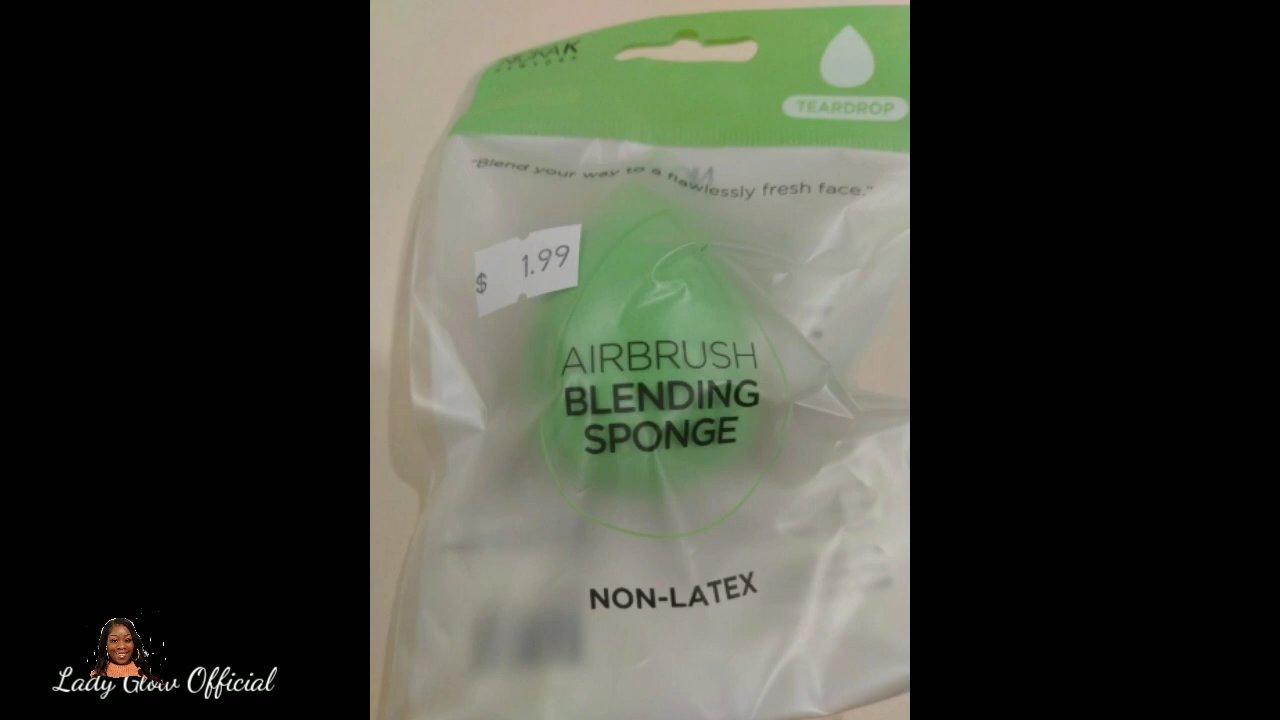 TEARDROP
"Blend your way to a flawlessly fresh face."
$ 1.99
AIRBRUSH
BLENDING
SPONGE
NON-LATEX
Lady Glow Official